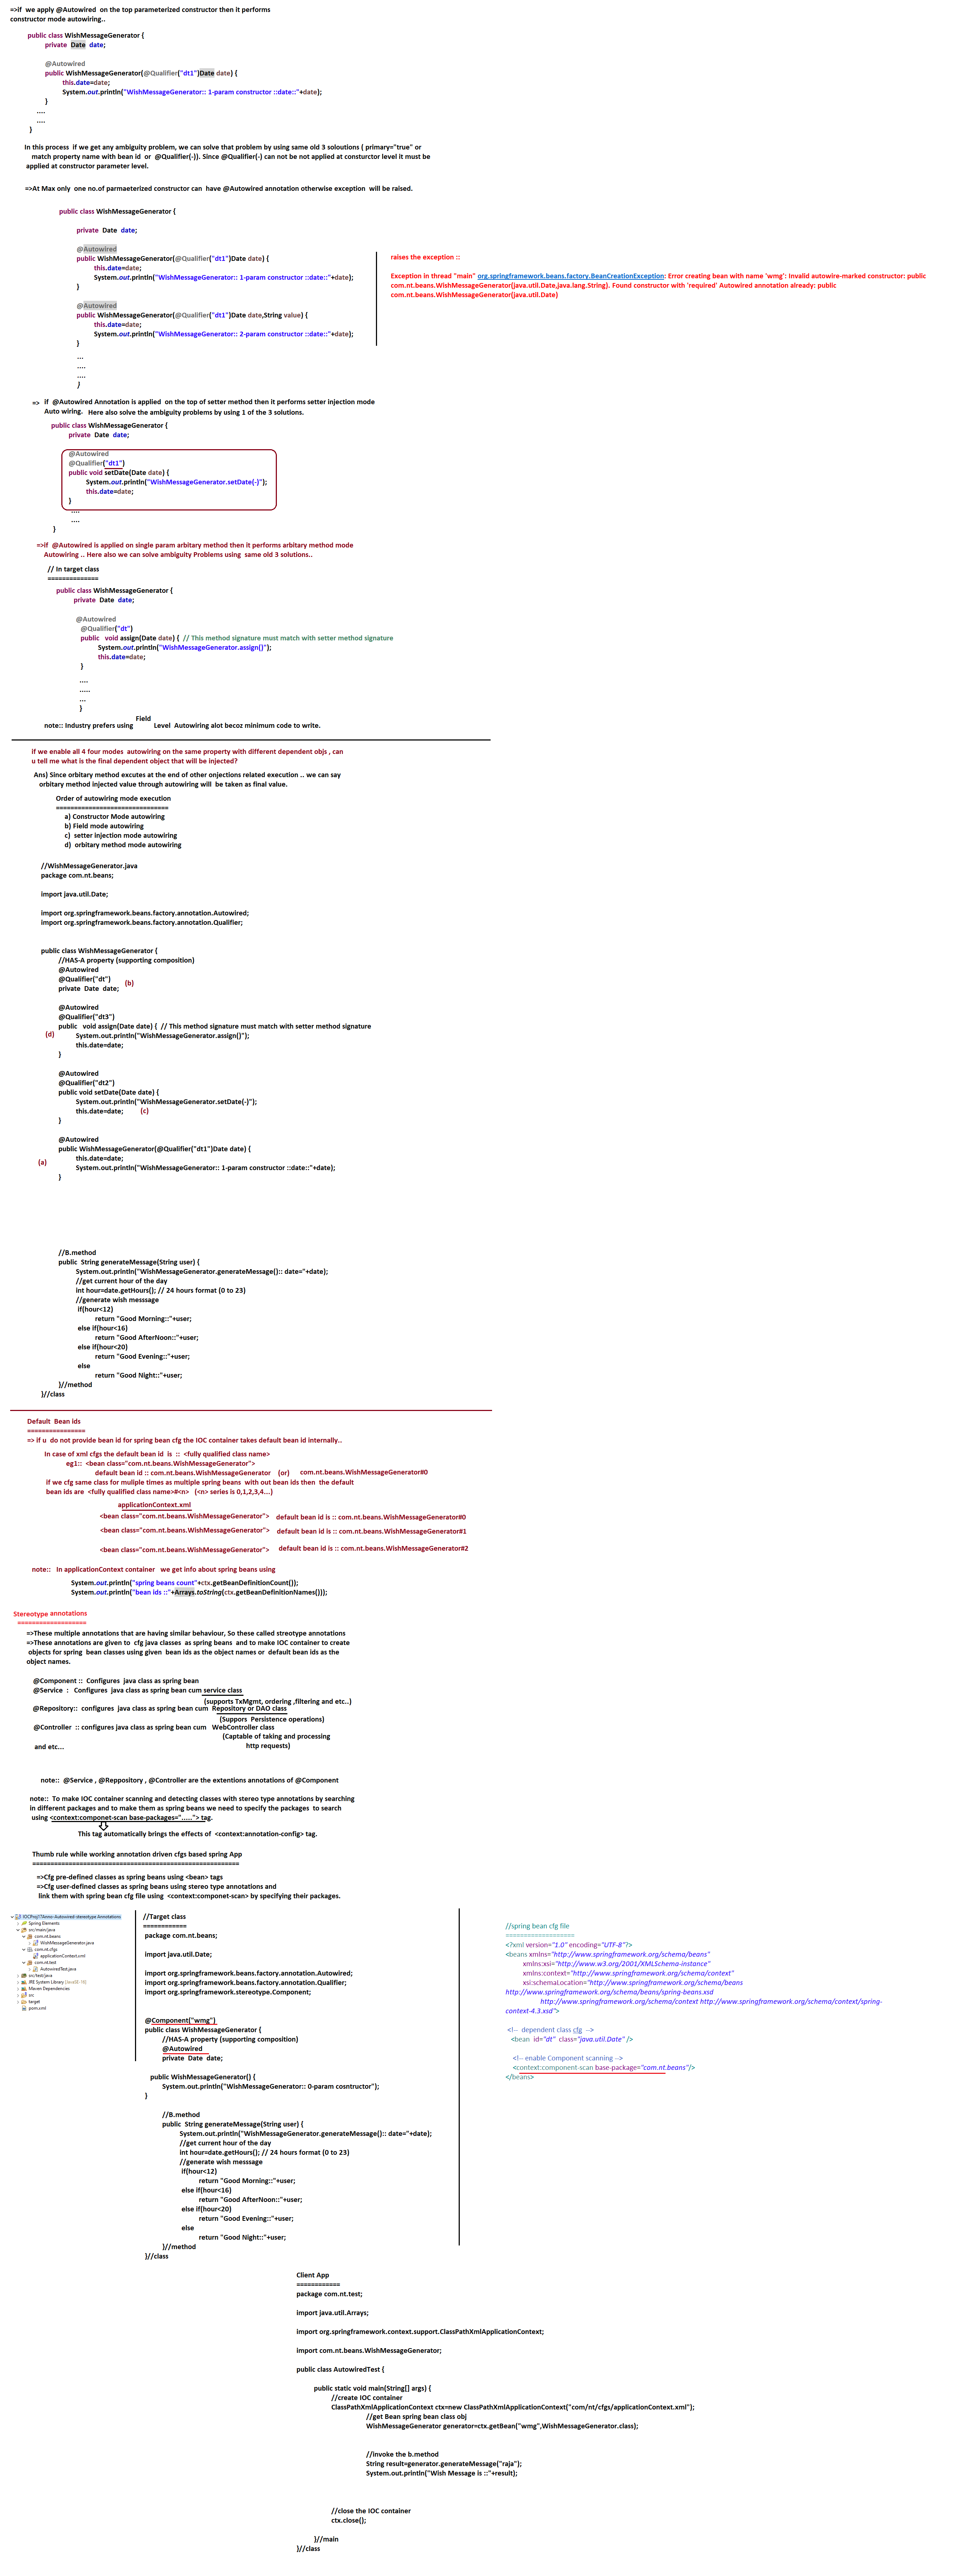 =>if  we apply @Autowired  on the top parameterized constructor then it performs
constructor mode autowiring..
public class WishMessageGenerator {
private  Date  date;
@Autowired
public WishMessageGenerator(@Qualifier("dt1")Date date) {
this.date=date;
System.out.println("WishMessageGenerator:: 1-param constructor ::date::"+date);
}
....
....
}
In this process  if we get any ambiguity problem, we can solve that problem by using same old 3 soloutions ( primary="true" or
match property name with bean id  or  @Qualifier(-)). Since @Qualifier(-) can not be not applied at consturctor level it must be
applied at constructor parameter level.
=>At Max only  one no.of parmaeterized constructor can  have @Autowired annotation otherwise exception  will be raised.
public class WishMessageGenerator {
private  Date  date;
@Autowired
public WishMessageGenerator(@Qualifier("dt1")Date date) {
this.date=date;
System.out.println("WishMessageGenerator:: 1-param constructor ::date::"+date);
}
@Autowired
public WishMessageGenerator(@Qualifier("dt1")Date date,String value) {
this.date=date;
System.out.println("WishMessageGenerator:: 2-param constructor ::date::"+date);
}
...
....
....
}
raises the exception ::
Exception in thread "main" org.springframework.beans.factory.BeanCreationException: Error creating bean with name 'wmg': Invalid autowire-marked constructor: public
com.nt.beans.WishMessageGenerator(java.util.Date,java.lang.String). Found constructor with 'required' Autowired annotation already: public
com.nt.beans.WishMessageGenerator(java.util.Date)
=>  if  @Autowired Annotation is applied  on the top of setter method then it performs setter injection mode
Auto wiring.  Here also solve the ambiguity problems by using 1 of the 3 solutions.
public class WishMessageGenerator {
private  Date  date;
@Autowired
@Qualifier("dt1")
public void setDate(Date date) {
System.out.println("WishMessageGenerator.setDate(-)");
this.date=date;
}
....
....
}
=>if  @Autowired is applied on single param arbitary method then it performs arbitary method mode
Autowiring .. Here also we can solve ambiguity Problems using  same old 3 solutions..
// In target class
==============
public class WishMessageGenerator {
private  Date  date;
@Autowired
@Qualifier("dt")
public  void assign(Date date) {  // This method signature must match with setter method signature
System.out.println("WishMessageGenerator.assign()");
this.date=date;
}
....
.....
...
}
note:: Industry prefers using  Field  Level  Autowiring alot becoz minimum code to write.
if we enable all 4 four modes  autowiring on the same property with different dependent objs , can
u tell me what is the final dependent object that will be injected?
Ans) Since orbitary method excutes at the end of other onjections related execution .. we can say
orbitary method injected value through autowiring will  be taken as final value.
Order of autowiring mode execution
===============================
a) Constructor Mode autowiring
b) Field mode autowiring
c)  setter injection mode autowiring
d)  orbitary method mode autowiring
//WishMessageGenerator.java
package com.nt.beans;
import java.util.Date;
import org.springframework.beans.factory.annotation.Autowired;
import org.springframework.beans.factory.annotation.Qualifier;
public class WishMessageGenerator {
//HAS-A property (supporting composition)
@Autowired
@Qualifier("dt")
private  Date  date;  (b)
@Autowired
@Qualifier("dt3")
public  void assign(Date date) {  // This method signature must match with setter method signature
(d)  System.out.println("WishMessageGenerator.assign()");
this.date=date;
}
@Autowired
@Qualifier("dt2")
public void setDate(Date date) {
System.out.println("WishMessageGenerator.setDate(-)");
this.date=date;  (c)
}
@Autowired
public WishMessageGenerator(@Qualifier("dt1")Date date) {
(a)  this.date=date;
System.out.println("WishMessageGenerator:: 1-param constructor ::date::"+date);
}
//B.method
public  String generateMessage(String user) {
System.out.println("WishMessageGenerator.generateMessage():: date="+date);
//get current hour of the day
int hour=date.getHours(); // 24 hours format (0 to 23)
//generate wish messsage
if(hour<12)
return "Good Morning::"+user;
else if(hour<16)
return "Good AfterNoon::"+user;
else if(hour<20)
return "Good Evening::"+user;
else
return "Good Night::"+user;
}//method
}//class
Default  Bean ids
================
=> if u  do not provide bean id for spring bean cfg the IOC container takes default bean id internally..
In case of xml cfgs the default bean id  is  ::  <fully qualified class name>
eg1::  <bean class="com.nt.beans.WishMessageGenerator">
default bean id :: com.nt.beans.WishMessageGenerator   (or)   com.nt.beans.WishMessageGenerator#0
if we cfg same class for muliple times as multiple spring beans  with out bean ids then  the default
bean ids are  <fully qualified class name>#<n>   (<n> series is 0,1,2,3,4...)
applicationContext.xml
<bean class="com.nt.beans.WishMessageGenerator">  default bean id is :: com.nt.beans.WishMessageGenerator#0
<bean class="com.nt.beans.WishMessageGenerator">  default bean id is :: com.nt.beans.WishMessageGenerator#1
<bean class="com.nt.beans.WishMessageGenerator">  default bean id is :: com.nt.beans.WishMessageGenerator#2
note::  In applicationContext container  we get info about spring beans using
System.out.println("spring beans count"+ctx.getBeanDefinitionCount());
System.out.println("bean ids ::"+Arrays.toString(ctx.getBeanDefinitionNames()));
Stereotype annotations
===================
=>These multiple annotations that are having similar behaviour, So these called streotype annotations
=>These annotations are given to  cfg java classes  as spring beans  and to make IOC container to create
objects for spring  bean classes using given  bean ids as the object names or  default bean ids as the
object names.
@Component ::  Configures  java class as spring bean
@Service  :  Configures  java class as spring bean cum service class
(supports TxMgmt, ordering ,filtering and etc..)
@Repository::  configures  java class as spring bean cum  Repository or DAO class
(Suppors  Persistence operations)
@Controller  :: configures java class as spring bean cum   WebController class
(Captable of taking and processing
http requests)
and etc...
note::  @Service , @Reppository , @Controller are the extentions annotations of @Component
note::  To make IOC container scanning and detecting classes with stereo type annotations by searching
in different packages and to make them as spring beans we need to specify the packages  to search
using <context:componet-scan base-packages="....."> tag.
This tag automatically brings the effects of  <context:annotation-config> tag.
Thumb rule while working annotation driven cfgs based spring App
=========================================================
=>Cfg pre-defined classes as spring beans using <bean> tags
=>Cfg user-defined classes as spring beans using stereo type annotations and
link them with spring bean cfg file using  <context:componet-scan> by specifying their packages.
IOCProj17Anno-Autowired-stereotype Annotations
Spring Elements
src/main/java
com.nt.beans
WishMessageGenerator.java
com.nt.cfgs
applicationContext.xml
com.nt.test
AutowiredTest.java
src/test/java
JRE System Library [JavaSE-16]
Maven Dependencies
src
target
pom.xml
//Target class
============
package com.nt.beans;
import java.util.Date;
import org.springframework.beans.factory.annotation.Autowired;
import org.springframework.beans.factory.annotation.Qualifier;
import org.springframework.stereotype.Component;
@Component("wmg")
public class WishMessageGenerator {
//HAS-A property (supporting composition)
@Autowired
private  Date  date;
public WishMessageGenerator() {
System.out.println("WishMessageGenerator:: 0-param cosntructor");
}
//B.method
public  String generateMessage(String user) {
System.out.println("WishMessageGenerator.generateMessage():: date="+date);
//get current hour of the day
int hour=date.getHours(); // 24 hours format (0 to 23)
//generate wish messsage
if(hour<12)
return "Good Morning::"+user;
else if(hour<16)
return "Good AfterNoon::"+user;
else if(hour<20)
return "Good Evening::"+user;
else
return "Good Night::"+user;
}//method
}//class
//spring bean cfg file
===================
<?xml version="1.0" encoding="UTF-8"?>
<beans xmlns="http://www.springframework.org/schema/beans"
xmlns:xsi="http://www.w3.org/2001/XMLSchema-instance"
xmlns:context="http://www.springframework.org/schema/context"
xsi:schemaLocation="http://www.springframework.org/schema/beans
http://www.springframework.org/schema/beans/spring-beans.xsd
http://www.springframework.org/schema/context http://www.springframework.org/schema/context/spring-
context-4.3.xsd">
<!--  dependent class cfg  -->
<bean  id="dt"  class="java.util.Date" />
<!-- enable Component scanning -->
<context:component-scan base-package="com.nt.beans"/>
</beans>
Client App
============
package com.nt.test;
import java.util.Arrays;
import org.springframework.context.support.ClassPathXmlApplicationContext;
import com.nt.beans.WishMessageGenerator;
public class AutowiredTest {
public static void main(String[] args) {
//create IOC container
ClassPathXmlApplicationContext ctx=new ClassPathXmlApplicationContext("com/nt/cfgs/applicationContext.xml");
//get Bean spring bean class obj
WishMessageGenerator generator=ctx.getBean("wmg",WishMessageGenerator.class);
//invoke the b.method
String result=generator.generateMessage("raja");
System.out.println("Wish Message is ::"+result);
//close the IOC container
ctx.close();
}//main
}//class